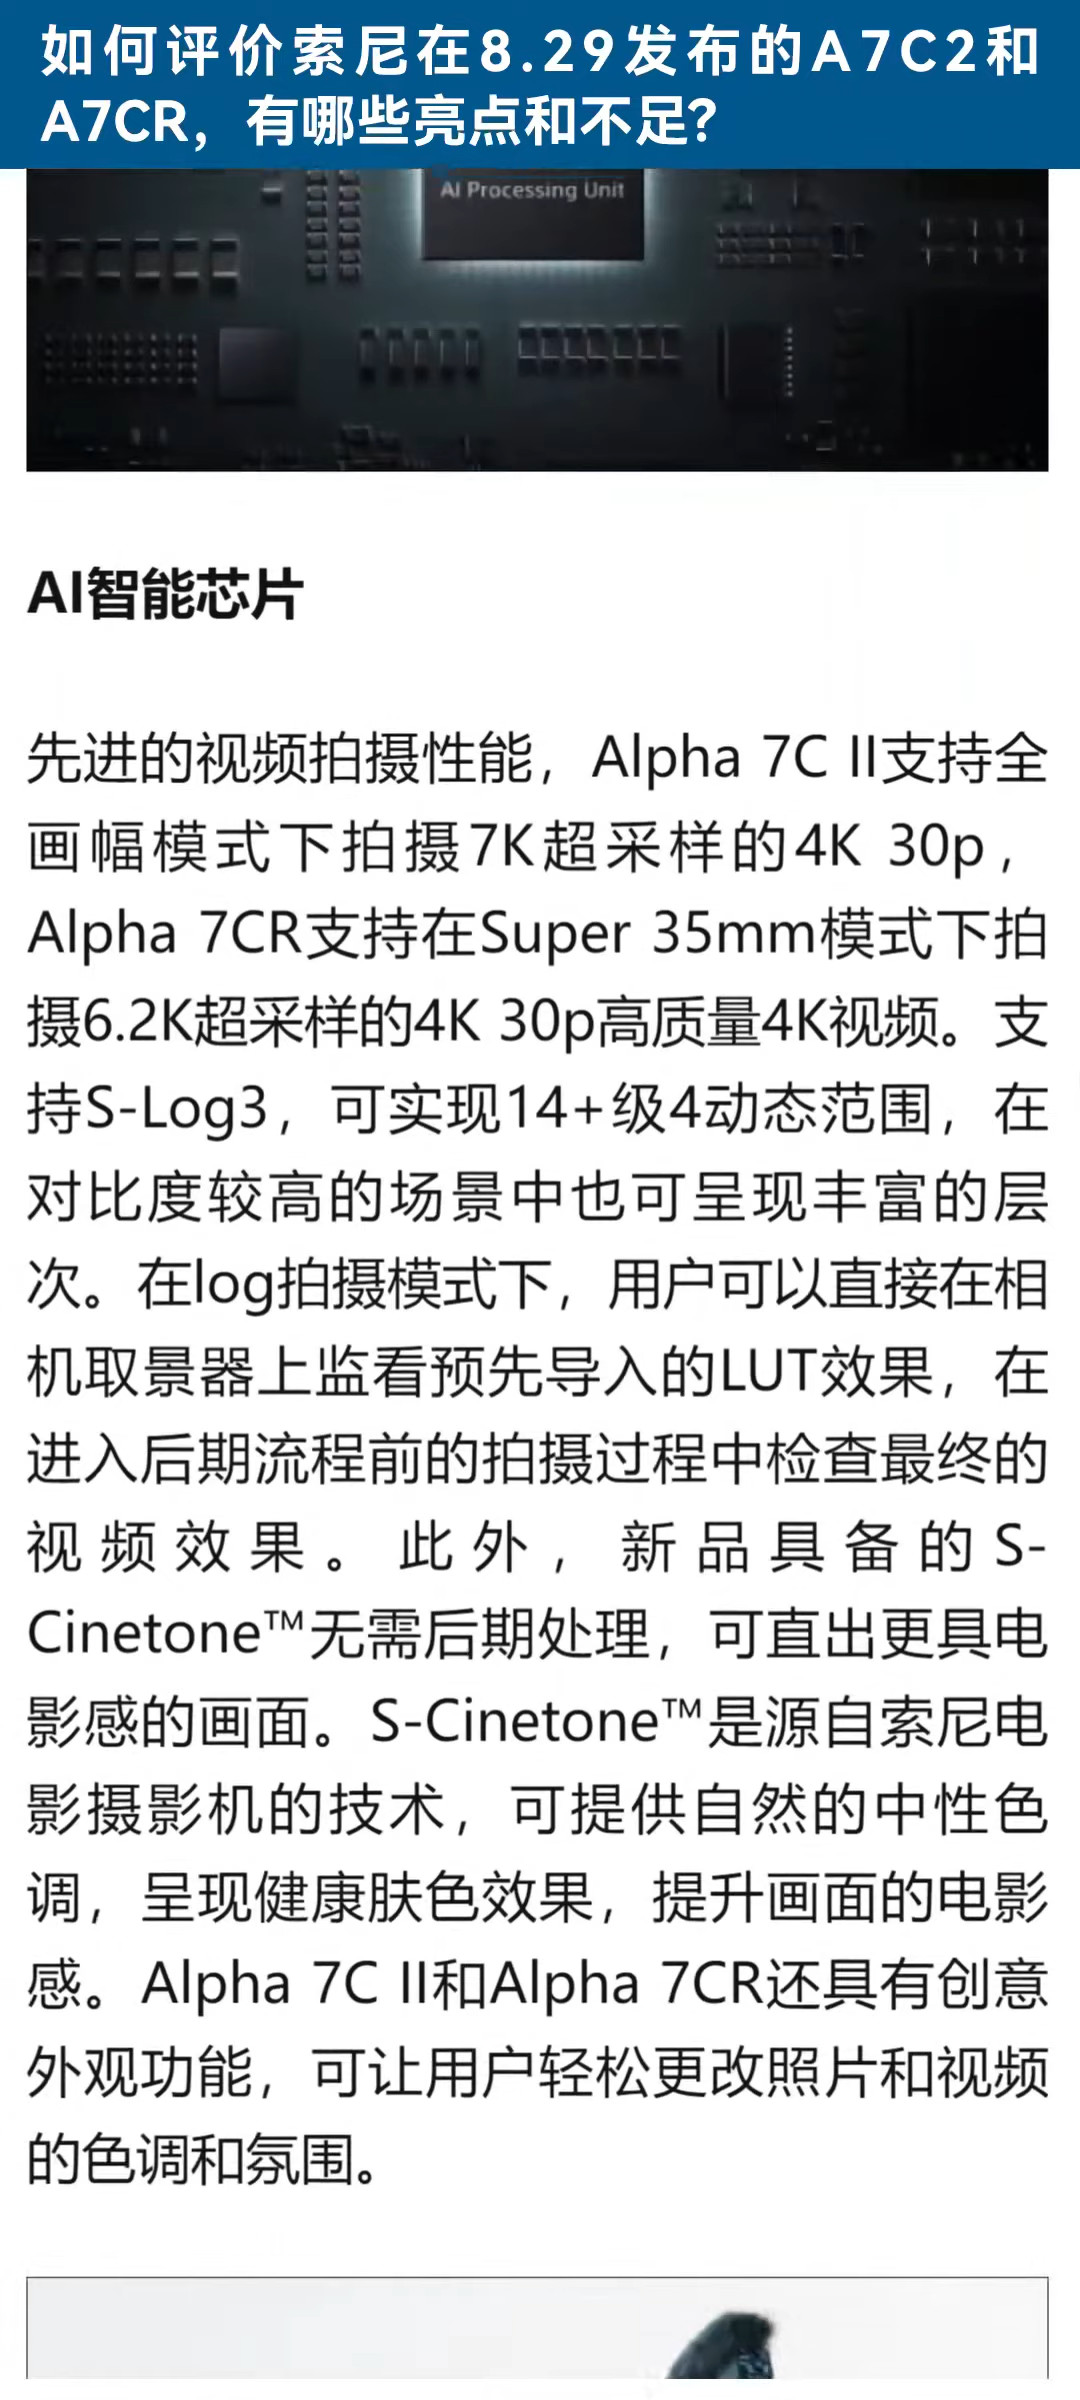 如何评价索尼在8.29发布的A7C2和
A7CR，有哪些亮点和不足？
AI Processing Unit
AI智能芯片
先进的视频拍摄性能，Alpha 7C II支持全
画幅模式下拍摄7K超采样的4K 30p，
Alpha 7CR支持在Super 35mm模式下拍
摄6.2K超采样的4K 30p高质量4K视频。支
持S-Log3，可实现14+级4动态范围，在
对比度较高的场景中也可呈现丰富的层
次。在log拍摄模式下，用户可以直接在相
机取景器上监看预先导入的LUT效果，在
进入后期流程前的拍摄过程中检查最终的
视频效果。此外，新品具备的S-
Cinetone™无需后期处理，可直出更具电
影感的画面。S-Cinetone™是源自索尼电
影摄影机的技术，可提供自然的中性色
调，呈现健康肤色效果，提升画面的电影
感。Alpha 7C II和Alpha 7CR还具有创意
外观功能，可让用户轻松更改照片和视频
的色调和氛围。